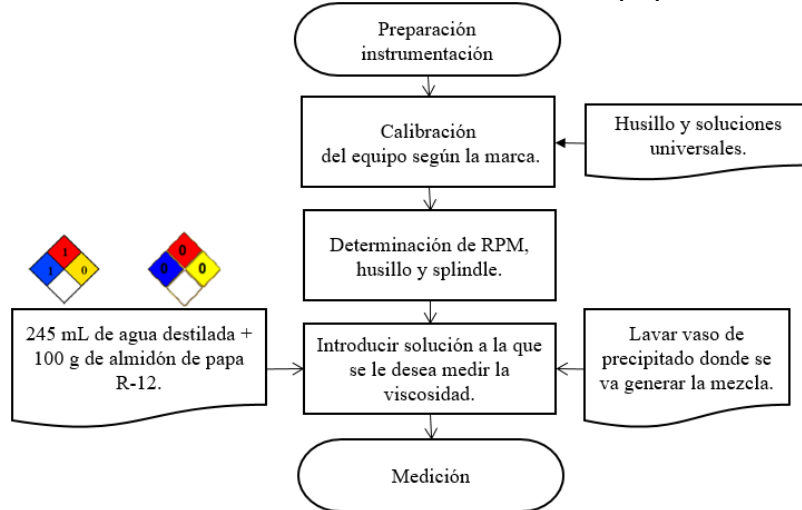 Preparación
instrumentación
Calibración
del equipo según la marca.
Husillo y soluciones
universales.
Determinación de RPM,
husillo y splindle.
1
1
0
0
0
0
245 mL de agua destilada +
100 g de almidón de papa
R-12.
Introducir solución a la que
se le desea medir la
viscosidad.
Lavar vaso de
precipitado donde se
va generar la mezcla.
Medición